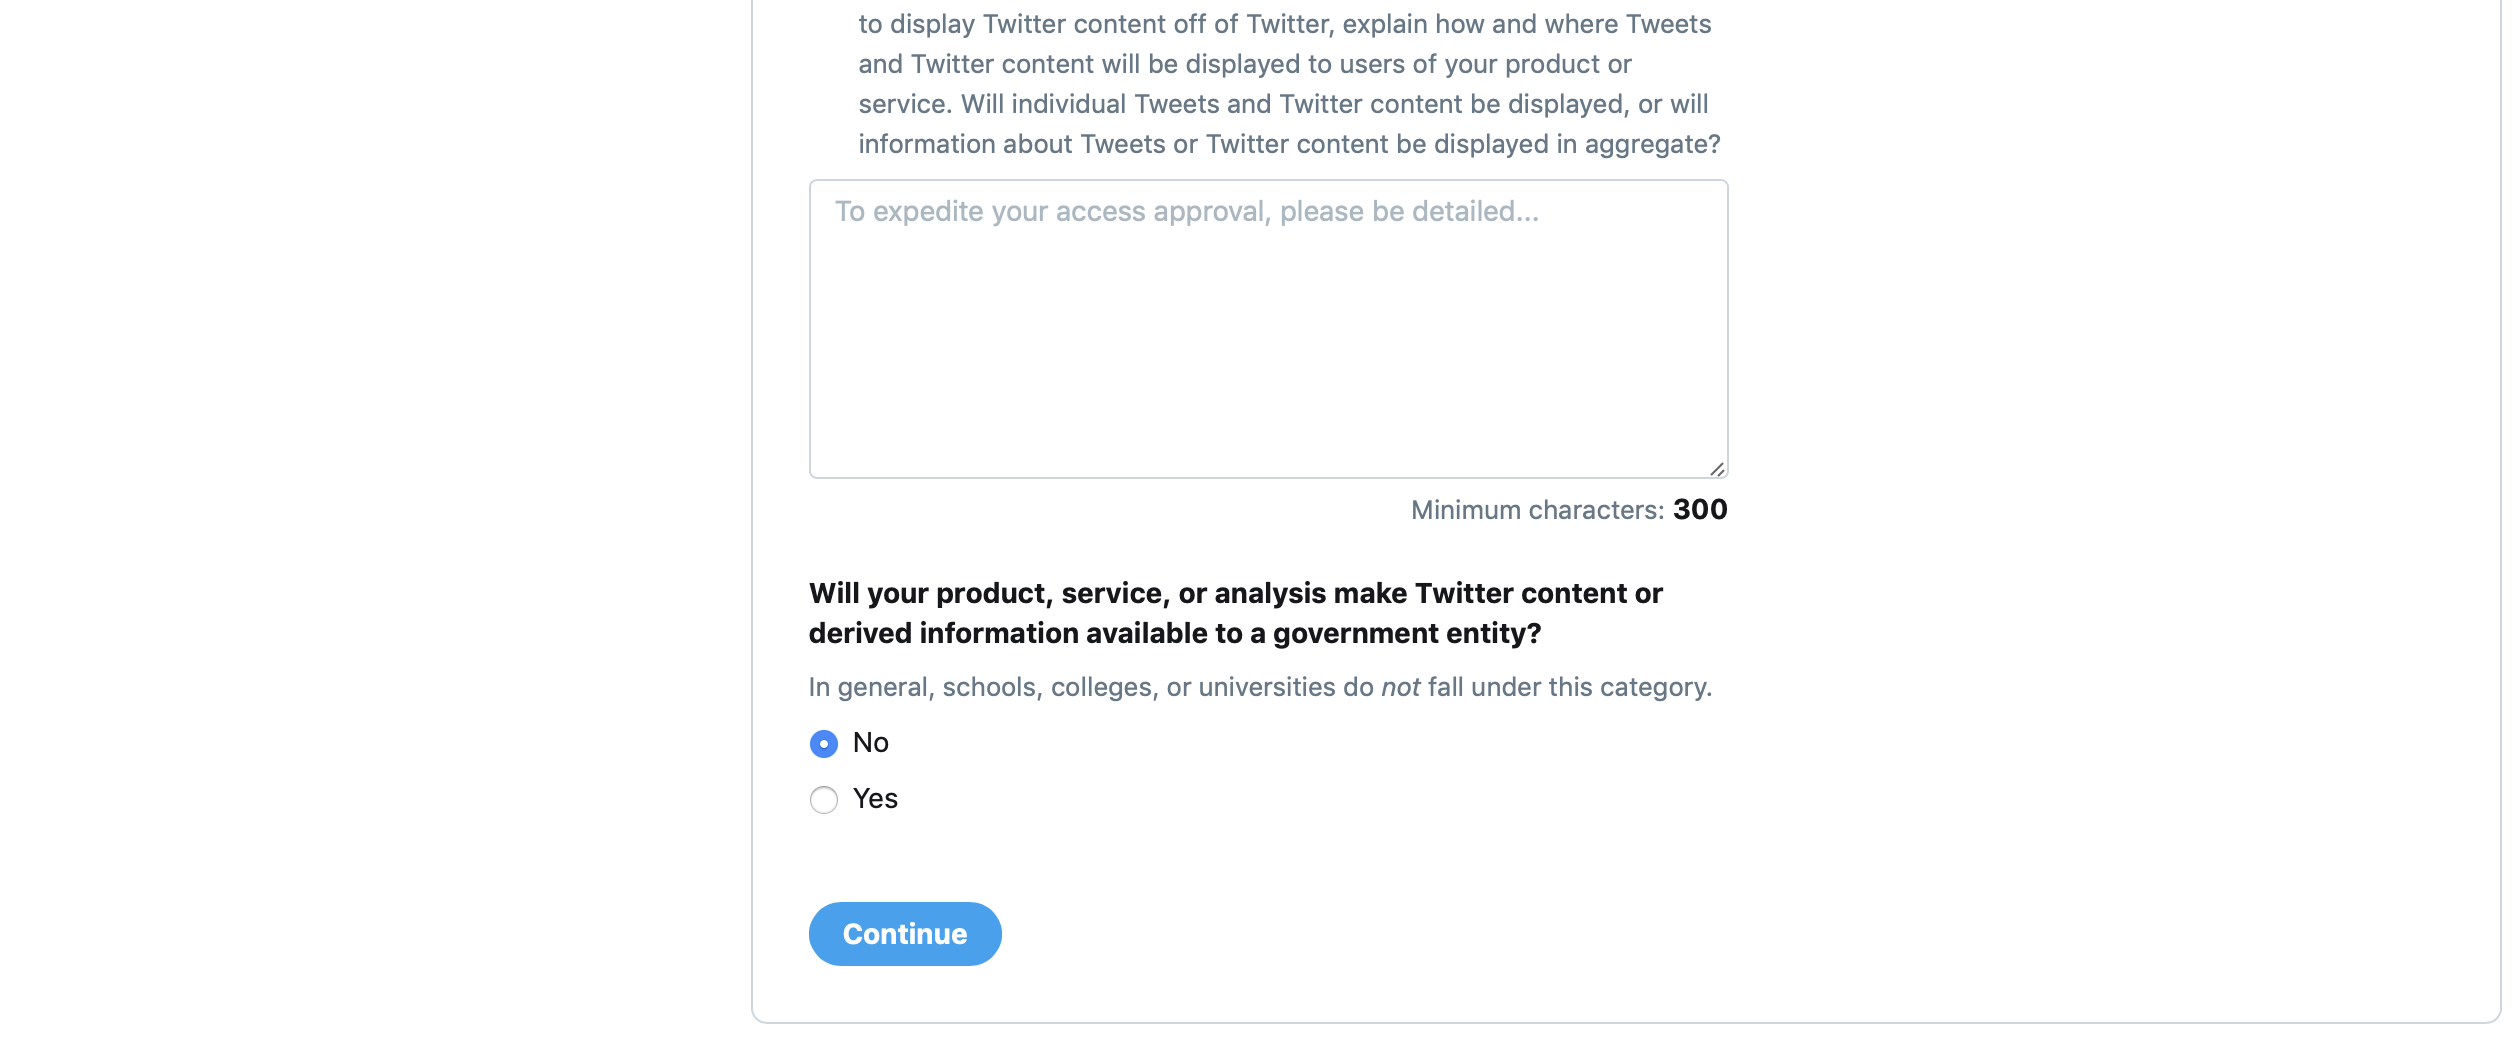 to display Twitter content off of Twitter, explain how and where Tweets
and Twitter content will be displayed to users of your product or
service. Will individual Tweets and Twitter content be displayed, or will
information about Tweets or Twitter content be displayed in aggregate?
To expedite your access approval, please be detailed...
Minimum characters: 300
Will your product, service, or analysis make Twitter content or
derived information available to a government entity?
In general, schools, colleges, or universities do not fall under this category.
No
Yes
Continue